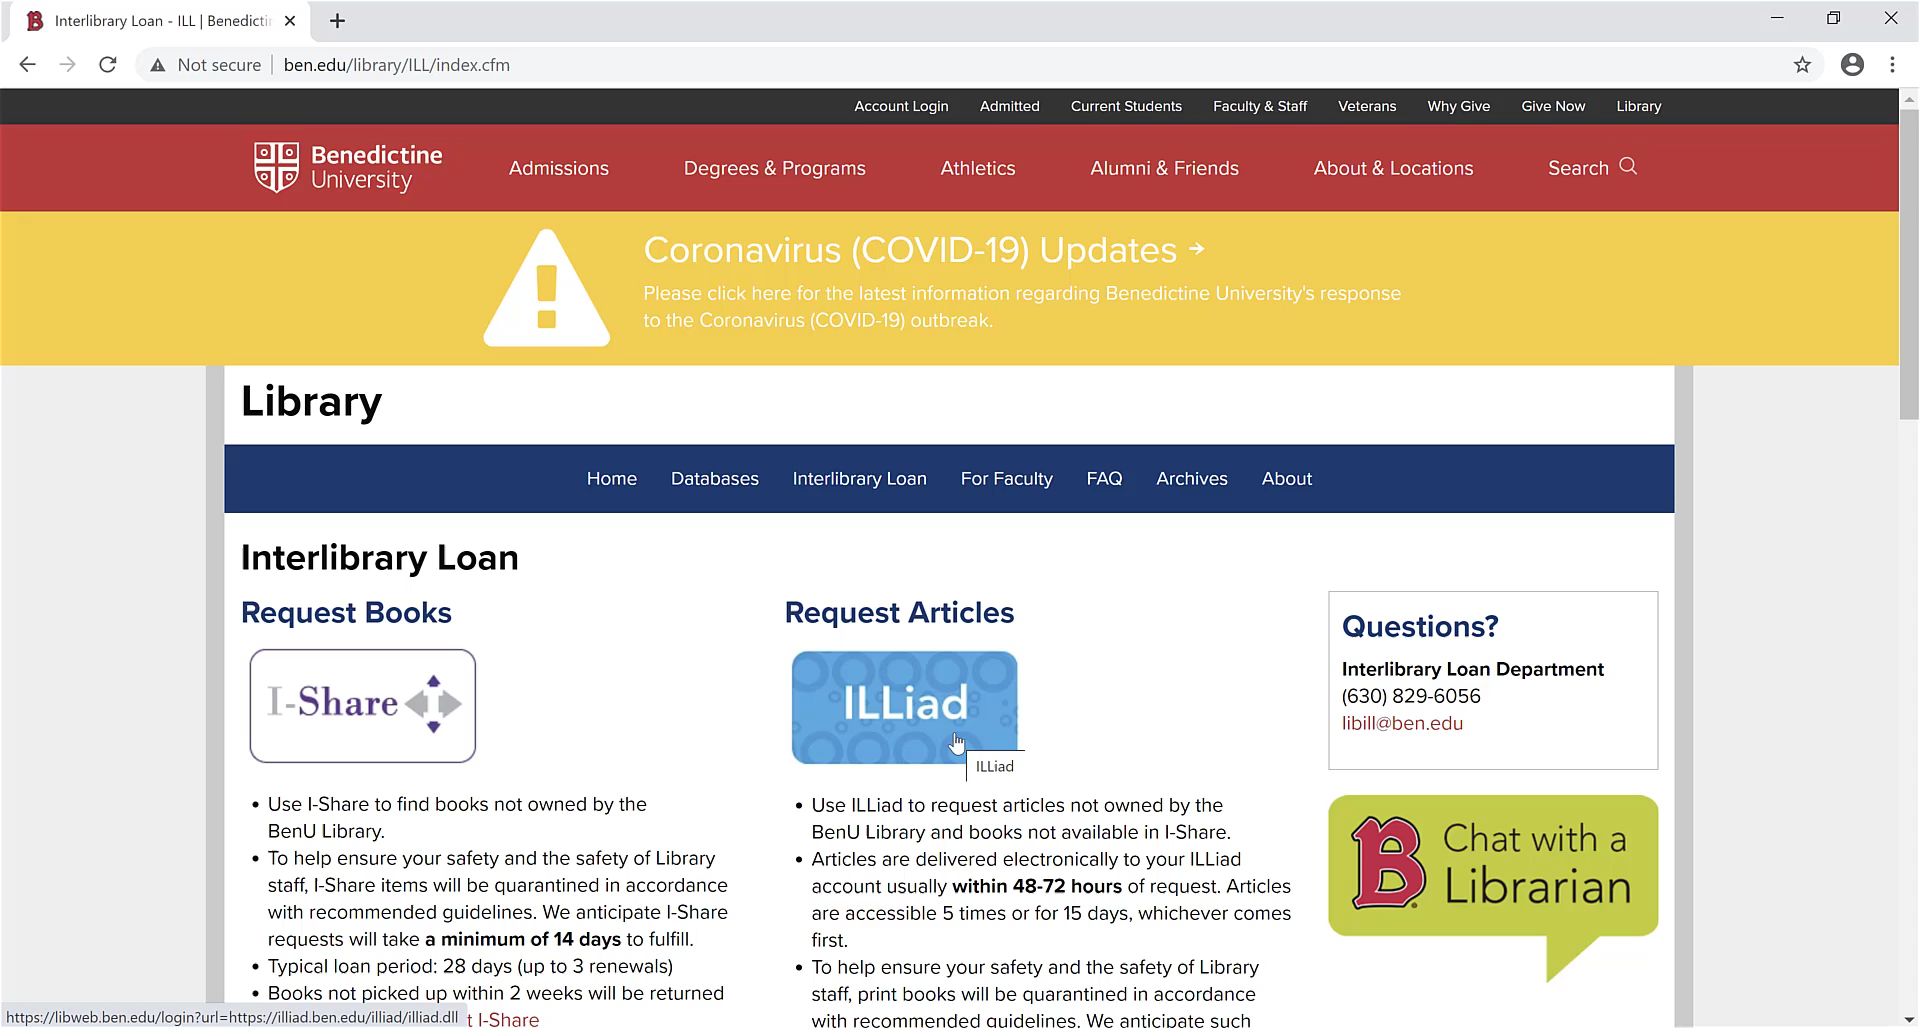 Interlibrary Loan - ILL | Benedictin
Not secure
ben.edu/library/ILL/index.cfm
Account Login
Admitted
Current Students
Faculty & Staff
Veterans
Why Give
Give Now
Library
Benedictine
University
Admissions
Degrees & Programs
Athletics
Alumni & Friends
About & Locations
Search
Coronavirus (COVID-19) Updates →
Please click here for the latest information regarding Benedictine University's response
to the Coronavirus (COVID-19) outbreak.
Library
Home
Databases
Interlibrary Loan
For Faculty
FAQ
Archives
About
Interlibrary Loan
Request Books
I-Share
• Use I-Share to find books not owned by the
BenU Library.
• To help ensure your safety and the safety of Library
staff, I-Share items will be quarantined in accordance
with recommended guidelines. We anticipate I-Share
requests will take a minimum of 14 days to fulfill.
• Typical loan period: 28 days (up to 3 renewals)
• Books not picked up within 2 weeks will be returned
t I-Share
Request Articles
ILLiad
ILLiad
• Use ILLiad to request articles not owned by the
BenU Library and books not available in I-Share.
• Articles are delivered electronically to your ILLiad
account usually within 48-72 hours of request. Articles
are accessible 5 times or for 15 days, whichever comes
first.
• To help ensure your safety and the safety of Library
staff, print books will be quarantined in accordance
with recommended guidelines. We anticipate such
Questions?
Interlibrary Loan Department
(630) 829-6056
libill@ben.edu
B
Chat with a
Librarian
https://libweb.ben.edu/login?url=https://illiad.ben.edu/illiad/illiad.dll